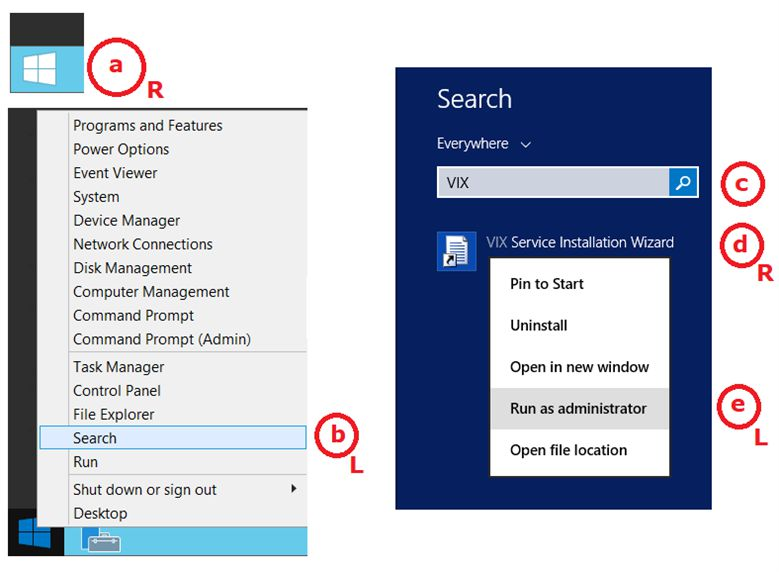 a
R
Programs and Features
Power Options
Event Viewer
System
Device Manager
Network Connections
Disk Management
Computer Management
Command Prompt
Command Prompt (Admin)
Task Manager
Control Panel
File Explorer
Search
b
L
Run
Shut down or sign out
Desktop
Search
Everywhere
VIX
c
VIX Service Installation Wizard
d
R
Pin to Start
Uninstall
Open in new window
Run as administrator
e
L
Open file location